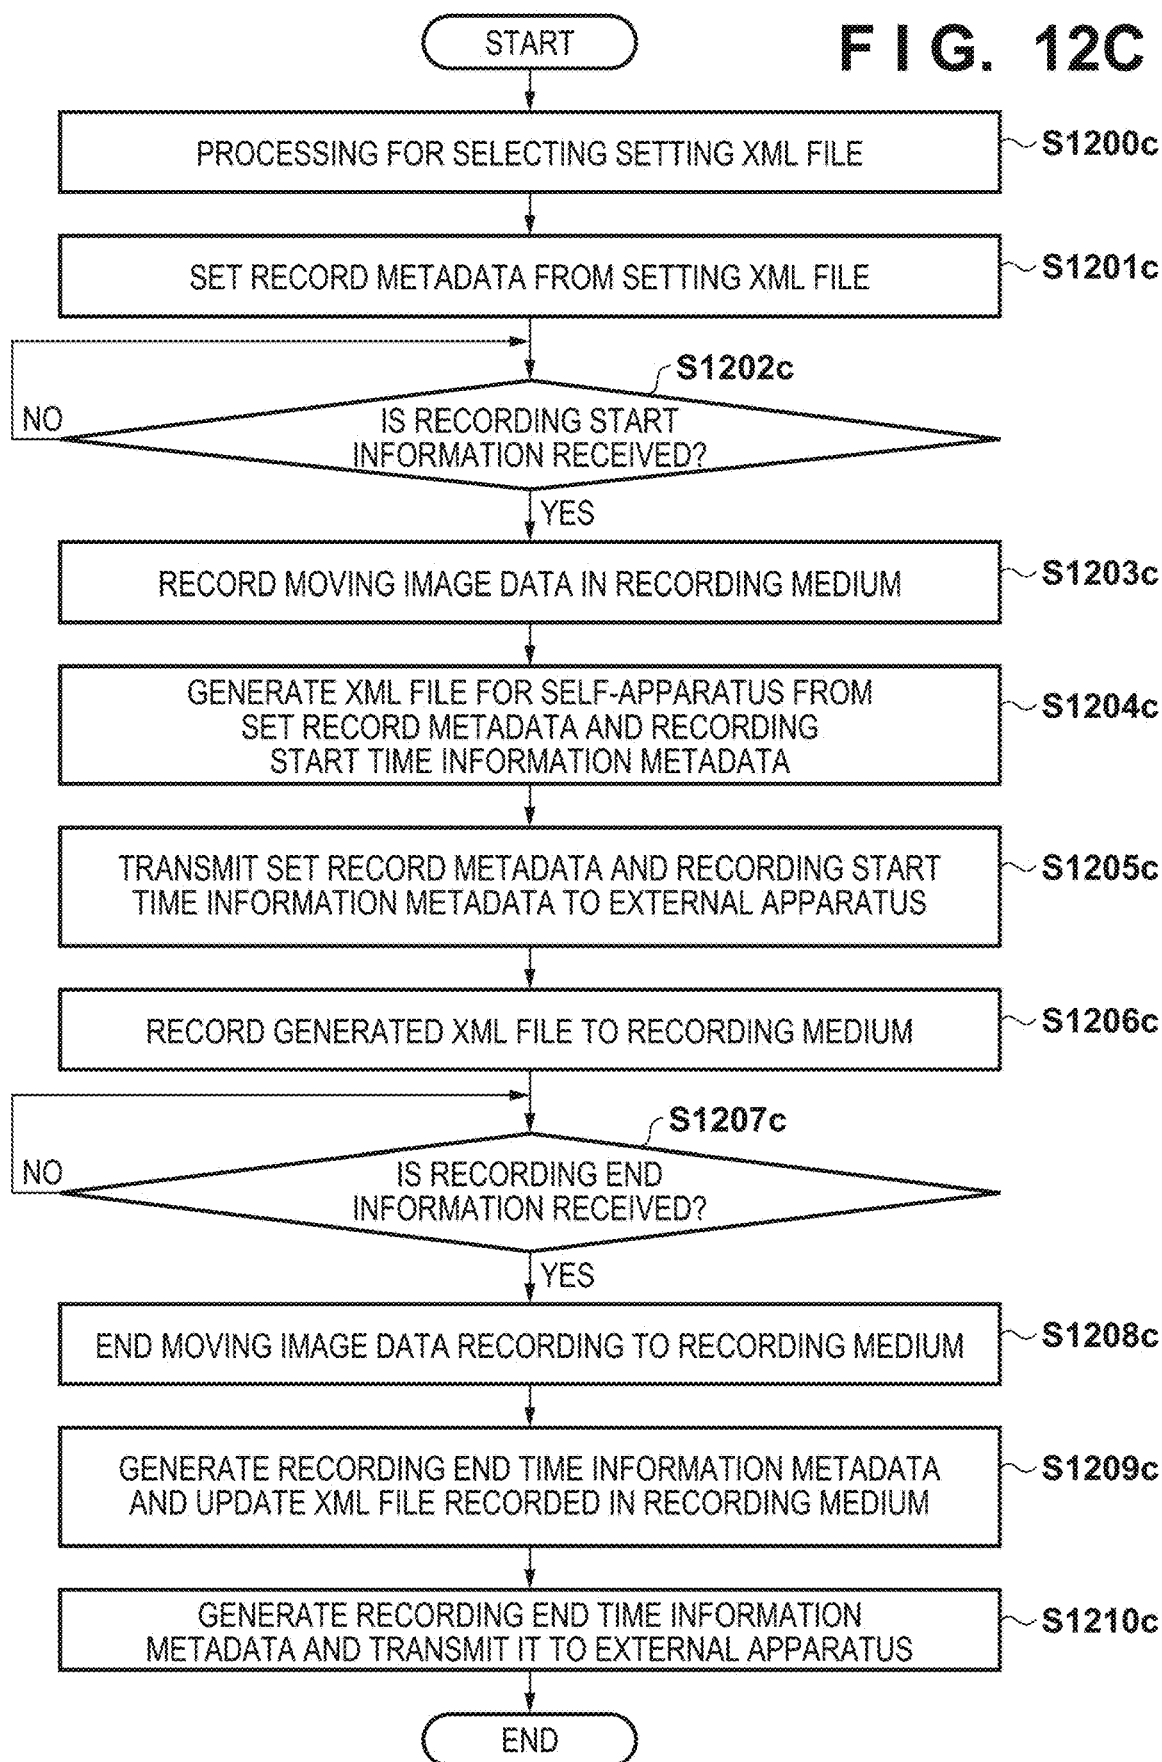 START
F I G. 12C
PROCESSING FOR SELECTING SETTING XML FILE
S1200c
SET RECORD METADATA FROM SETTING XML FILE
S1201c
S1202c
NO
IS RECORDING START
INFORMATION RECEIVED?
YES
RECORD MOVING IMAGE DATA IN RECORDING MEDIUM
S1203c
GENERATE XML FILE FOR SELF-APPARATUS FROM
SET RECORD METADATA AND RECORDING
START TIME INFORMATION METADATA
S1204c
TRANSMIT SET RECORD METADATA AND RECORDING START
TIME INFORMATION METADATA TO EXTERNAL APPARATUS
S1205c
RECORD GENERATED XML FILE TO RECORDING MEDIUM
S1206c
S1207c
NO
IS RECORDING END
INFORMATION RECEIVED?
YES
END MOVING IMAGE DATA RECORDING TO RECORDING MEDIUM
S1208c
GENERATE RECORDING END TIME INFORMATION METADATA
AND UPDATE XML FILE RECORDED IN RECORDING MEDIUM
S1209c
GENERATE RECORDING END TIME INFORMATION
METADATA AND TRANSMIT IT TO EXTERNAL APPARATUS
S1210c
END